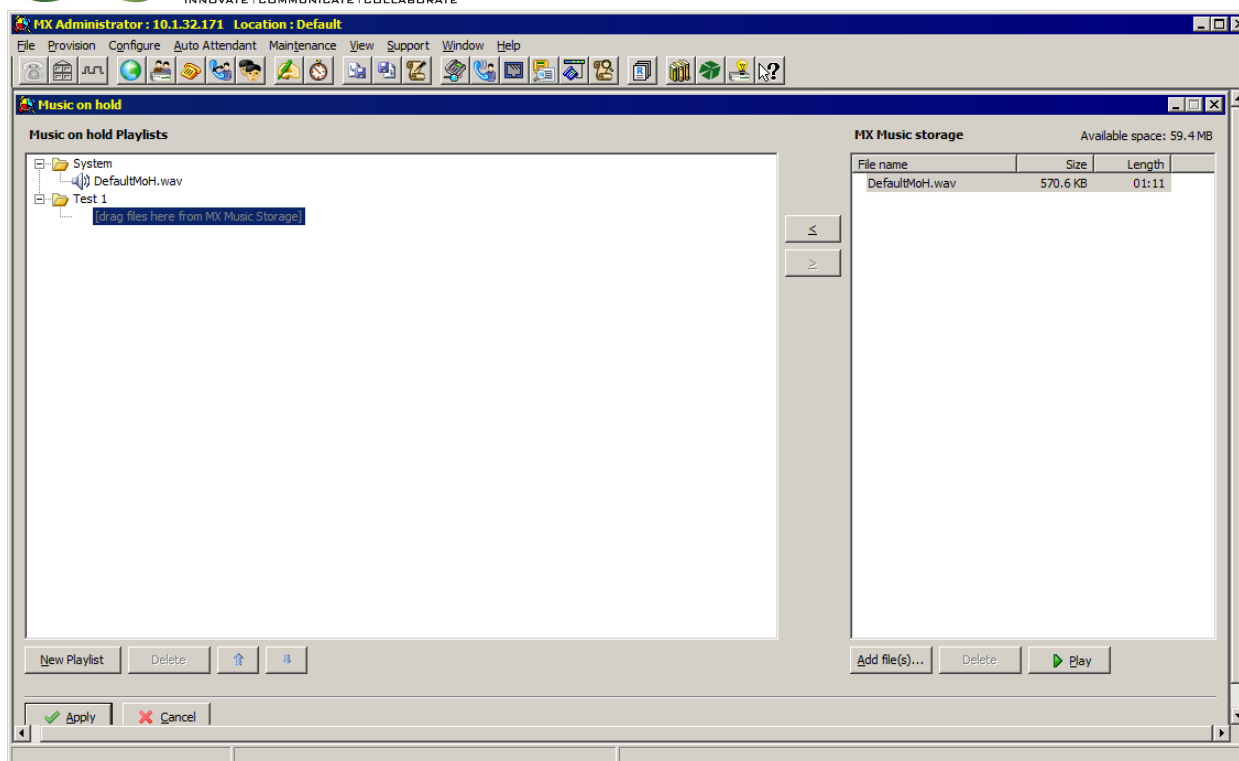 INNOVATE | COMMUNICATE | COLLABORATE
MX Administrator : 10.1.32.171 Location : Default
File Provision Configure Auto Attendant Maintenance View Support Window Help
Music on hold
Music on hold Playlists
System
DefaultMoH.wav
Test 1
[drag files here from MX Music Storage]
<
>
New Playlist Delete
MX Music storage Available space: 59.4 MB
File name Size Length
DefaultMoH.wav 570.6 KB 01:11
Add file(s)... Delete Play
Apply Cancel